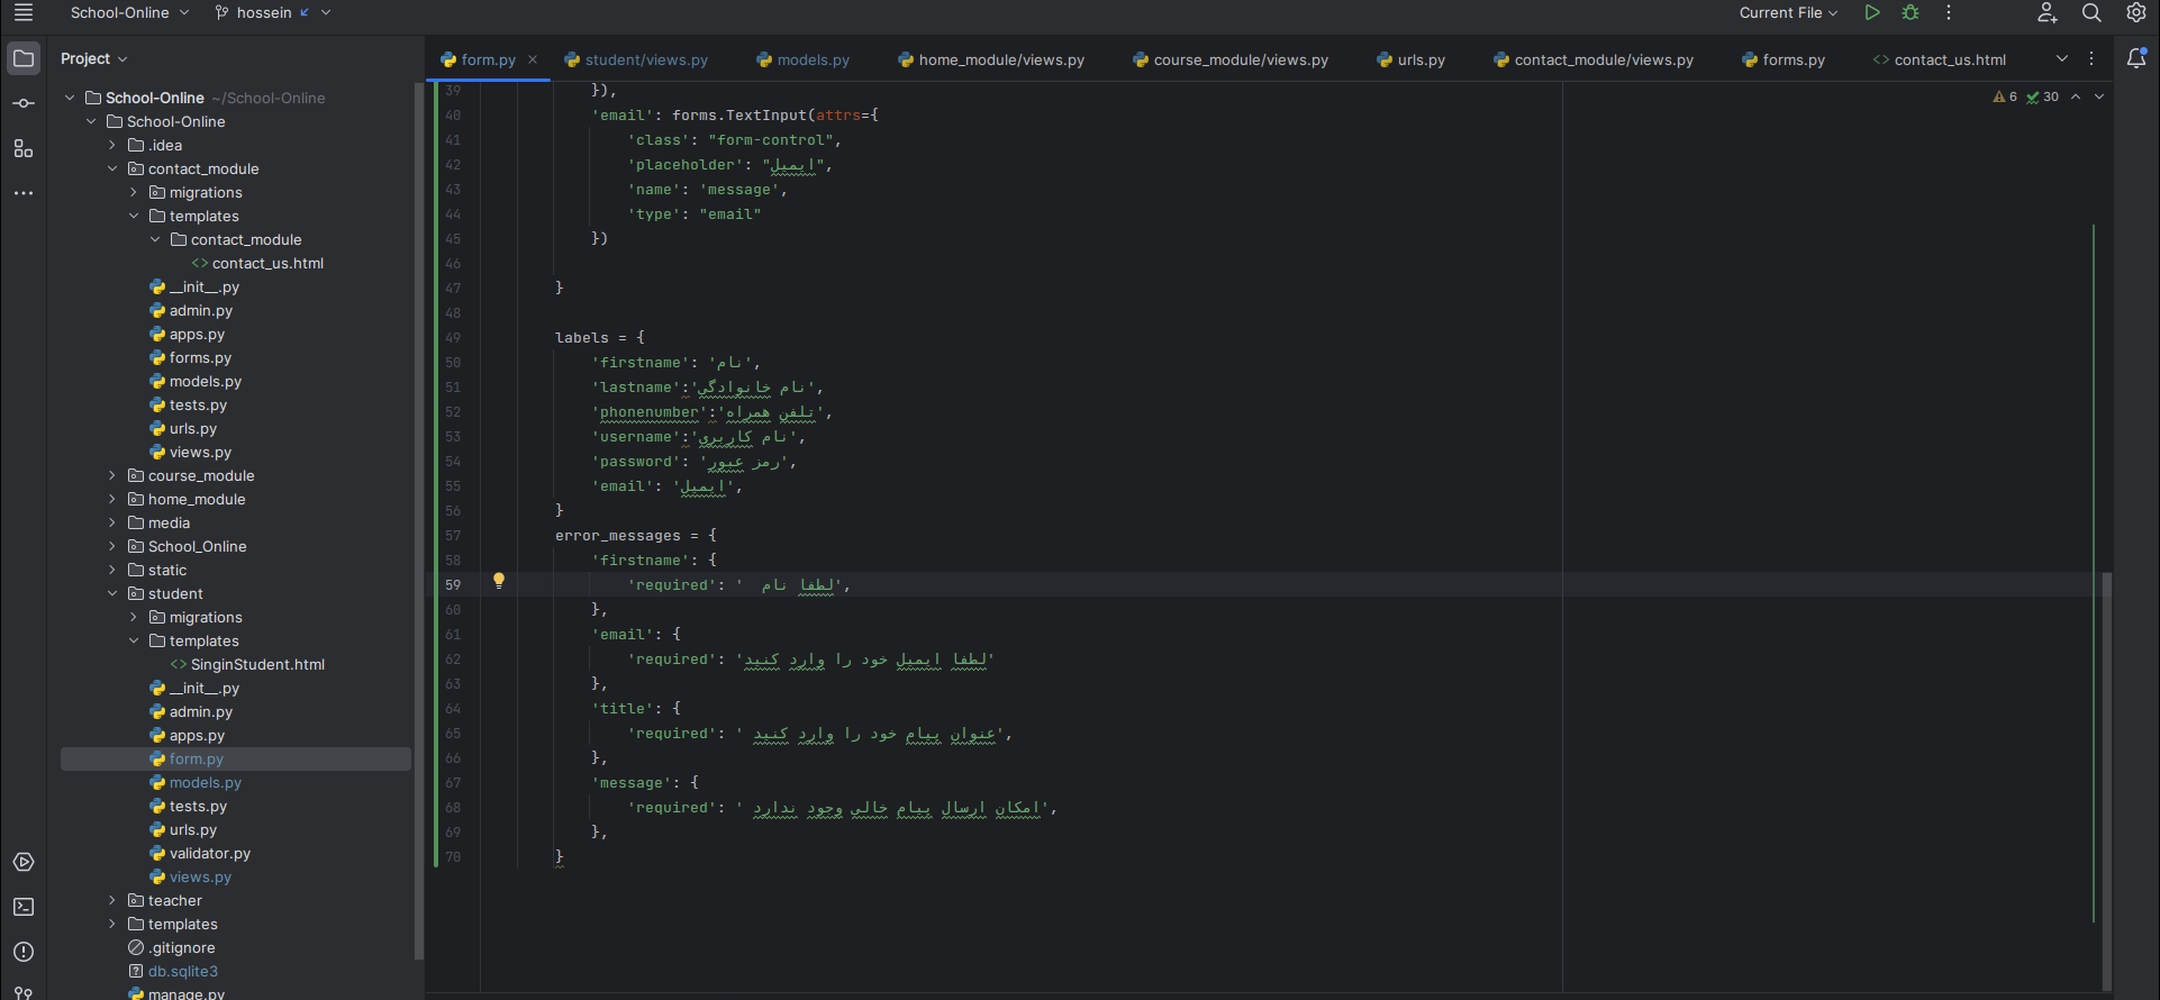 School-Online
hossein
Current File
Project
form.py
student/views.py
models.py
home_module/views.py
course_module/views.py
urls.py
contact_module/views.py
forms.py
contact_us.html
School-Online ~/School-Online
School-Online
.idea
contact_module
migrations
templates
contact_module
contact_us.html
__init__.py
admin.py
apps.py
forms.py
models.py
tests.py
urls.py
views.py
course_module
home_module
media
School_Online
static
student
migrations
templates
SinginStudent.html
__init__.py
admin.py
apps.py
form.py
models.py
tests.py
urls.py
validator.py
views.py
teacher
templates
.gitignore
db.sqlite3
manage.py
6 30
39 }),
40 'email': forms.TextInput(attrs={
41 'class': "form-control",
42 'placeholder': "ایمیل",
43 'name': 'message',
44 'type': "email"
45 })
46
47 }
48
49 labels = {
50 'firstname': 'نام',
51 'lastname':'نام خانوادگی',
52 'phonenumber':'تلفن همراه',
53 'username':'نام کاربری',
54 'password': 'رمز عبور',
55 'email': 'ایمیل',
56 }
57 error_messages = {
58 'firstname': {
59 'required': 'لطفا نام  ',
60 },
61 'email': {
62 'required': 'لطفا ایمیل خود را وارد کنید'
63 },
64 'title': {
65 'required': 'عنوان پیام خود را وارد کنید ',
66 },
67 'message': {
68 'required': 'امکان ارسال پیام خالی وجود ندارد ',
69 },
70 }